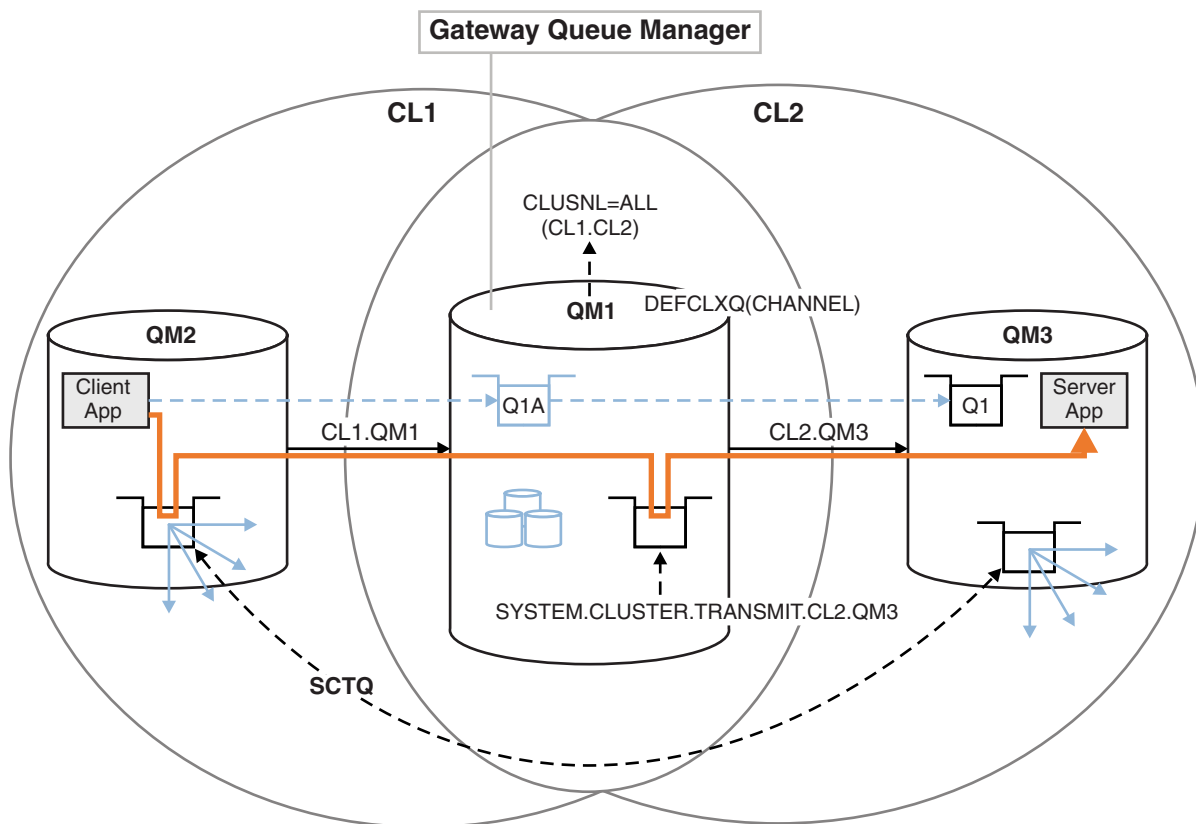 Gateway Queue Manager
CL1
CL2
CLUSNL=ALL
(CL1.CL2)
QM1
DEFCLXQ(CHANNEL)
QM2
QM3
Client
App
Q1A
Q1
Server
App
CL1.QM1
CL2.QM3
SYSTEM.CLUSTER.TRANSMIT.CL2.QM3
SCTQ